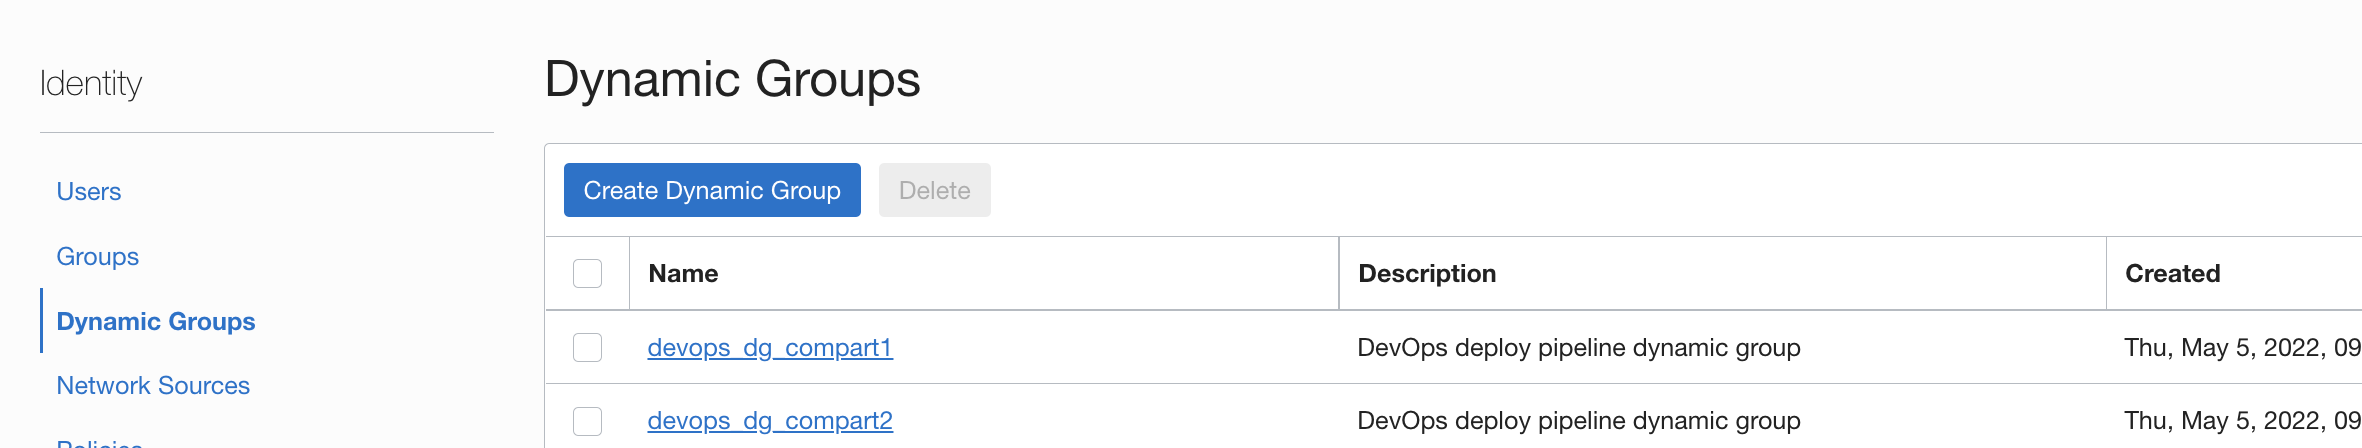 Identity
Users
Groups
Dynamic Groups
Network Sources
Policies
Dynamic Groups
Create Dynamic Group Delete
Name Description Created
devops_dg_compart1 DevOps deploy pipeline dynamic group Thu, May 5, 2022, 09
devops_dg_compart2 DevOps deploy pipeline dynamic group Thu, May 5, 2022, 09